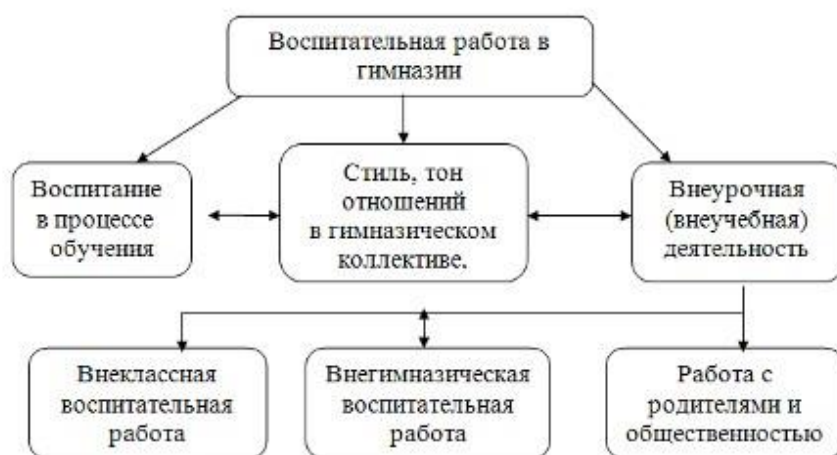 Воспитательная работа в
гимназии
Воспитание
в процессе
обучения
Стиль, тон
отношений
в гимназическом
коллективе.
Внеурочная
(внеучебная)
деятельность
Внеклассная
воспитательная
работа
Внегимназическая
воспитательная
работа
Работа с
родителями и
общественностью